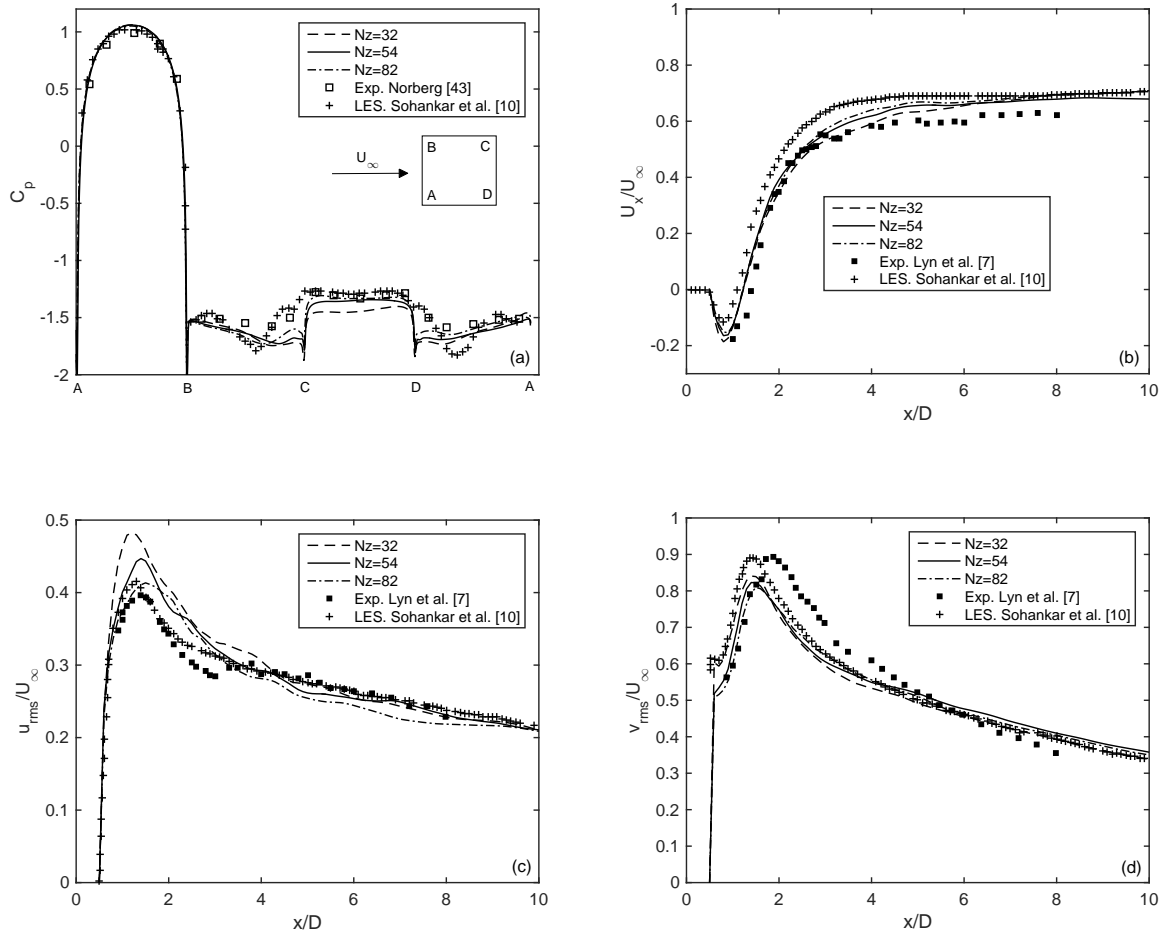 1
0.5
0
-0.5
-1
-1.5
-2
C_p
A
B
C
D
A
Nz=32
Nz=54
Nz=82
Exp. Norberg [43]
LES. Sohankar et al. [10]
U_∞
B
C
A
D
(a)
1
0.8
0.6
0.4
0.2
0
-0.2
U_x/U_∞
0
2
4
6
8
10
x/D
Nz=32
Nz=54
Nz=82
Exp. Lyn et al. [7]
LES. Sohankar et al. [10]
(b)
0.5
0.4
0.3
0.2
0.1
0
u_rms/U_∞
0
2
4
6
8
10
x/D
Nz=32
Nz=54
Nz=82
Exp. Lyn et al. [7]
LES. Sohankar et al. [10]
(c)
1
0.9
0.8
0.7
0.6
0.5
0.4
0.3
0.2
0.1
0
v_rms/U_∞
0
2
4
6
8
10
x/D
Nz=32
Nz=54
Nz=82
Exp. Lyn et al. [7]
LES. Sohankar et al. [10]
(d)